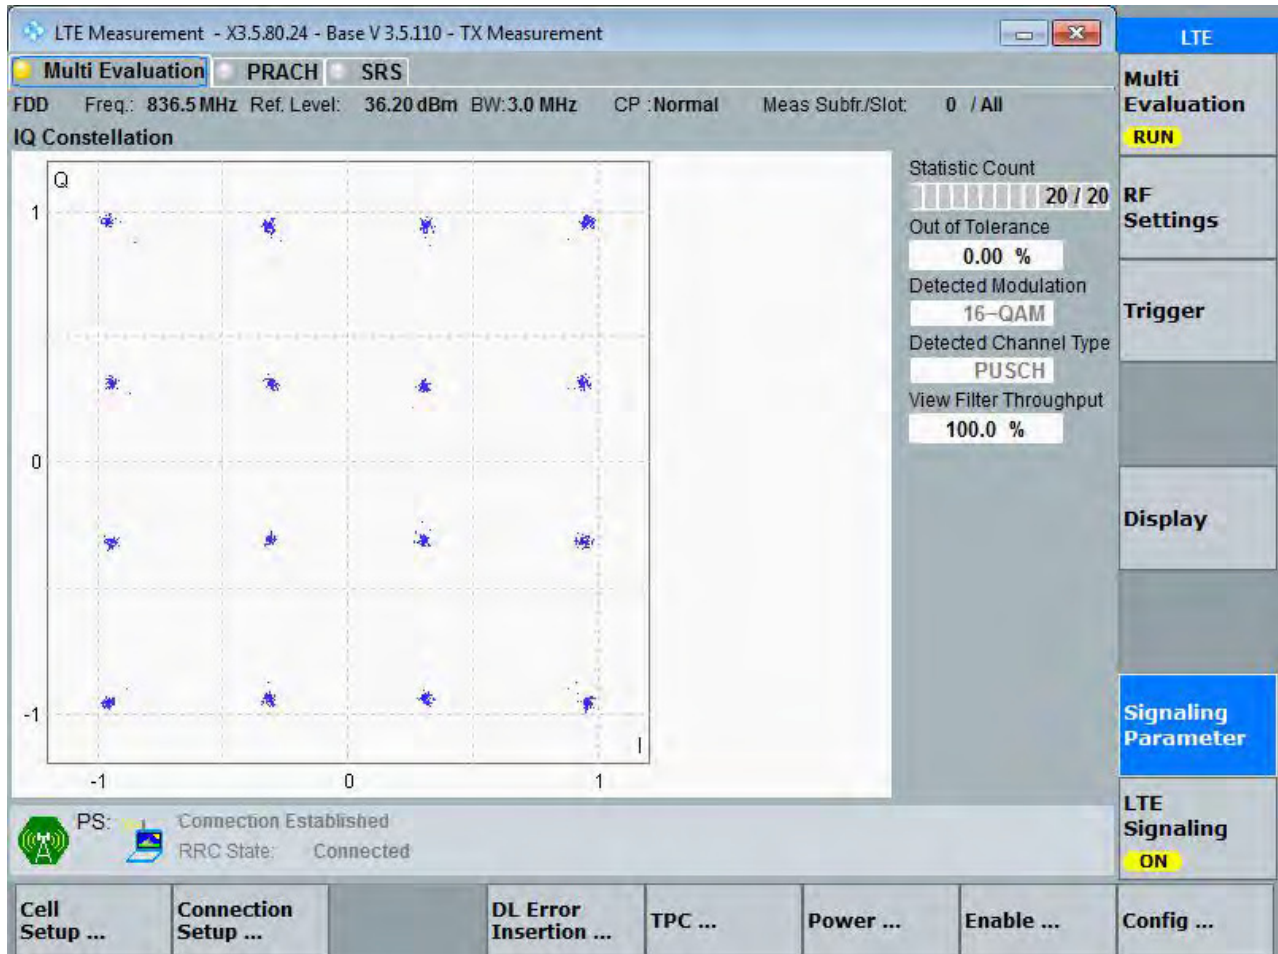 LTE Measurement - X3.5.80.24 - Base V 3.5.110 - TX Measurement
LTE
Multi Evaluation PRACH SRS
FDD Freq.: 836.5 MHz Ref. Level: 36.20 dBm BW:3.0 MHz CP :Normal Meas Subfr./Slot: 0 / All
IQ Constellation
Q
1
0
-1
I
-1 0 1
Statistic Count
20 / 20
Out of Tolerance
0.00 %
Detected Modulation
16-QAM
Detected Channel Type
PUSCH
View Filter Throughput
100.0 %
Multi
Evaluation
RUN
RF
Settings
Trigger
Display
Signaling
Parameter
LTE
Signaling
ON
PS: Connection Established
RRC State: Connected
Cell
Setup ...
Connection
Setup ...
DL Error
Insertion ...
TPC ...
Power ...
Enable ...
Config ...